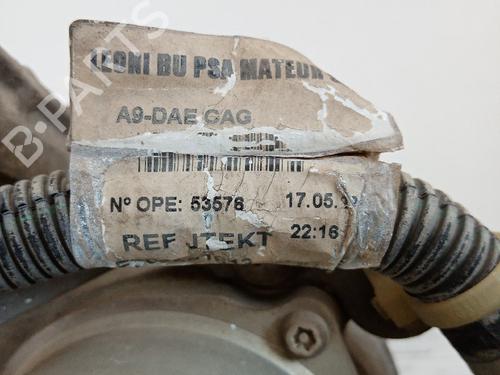 LEONI BU PSA MATEUR
A9-DAE CAG
Nº OPE: 53576 17.05.
REF JTEKT 22:16
B-PARTS